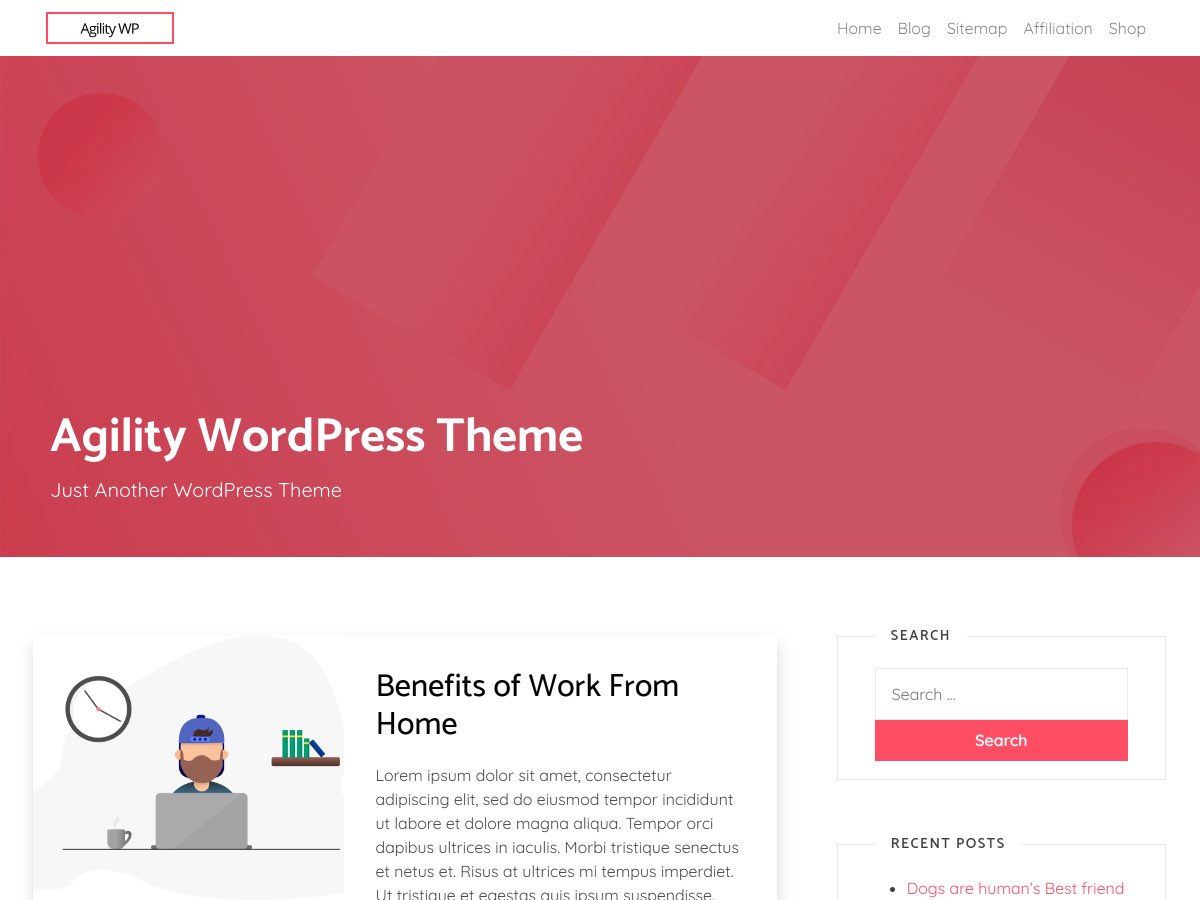 Agility WP
Home Blog Sitemap Affiliation Shop
Agility WordPress Theme
Just Another WordPress Theme
Benefits of Work From
Home
Lorem ipsum dolor sit amet, consectetur
adipiscing elit, sed do eiusmod tempor incididunt
ut labore et dolore magna aliqua. Tempor orci
dapibus ultrices in iaculis. Morbi tristique senectus
et netus et. Risus at ultrices mi tempus imperdiet.
Ut tristique et egestas quis ipsum suspendisse.
SEARCH
Search ...
Search
RECENT POSTS
Dogs are human's Best friend